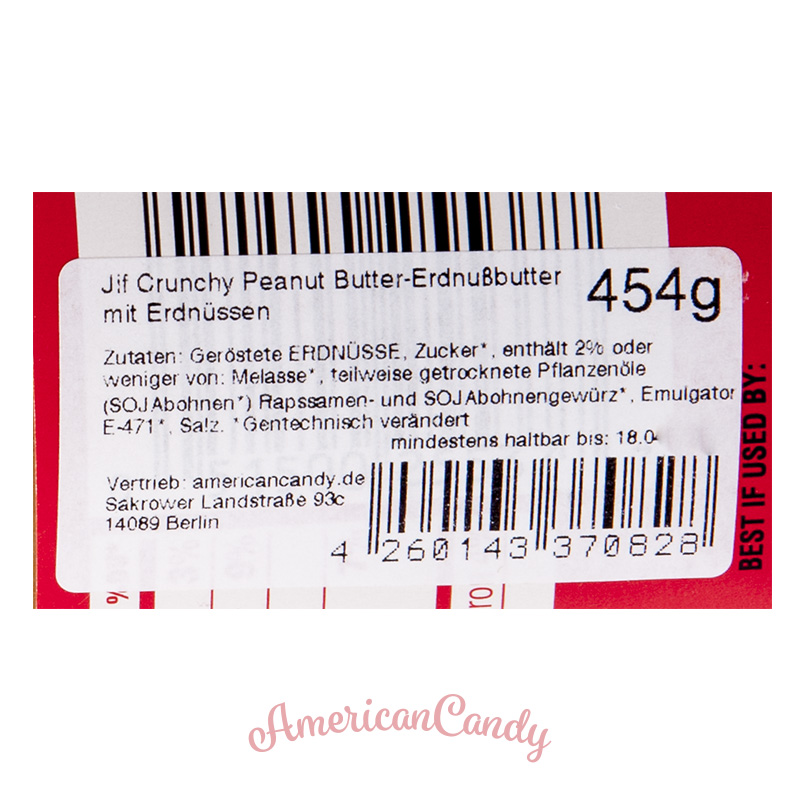 Jif Crunchy Peanut Butter-Erdnußbutter
mit Erdnüssen
454g
Zutaten: Geröstete ERDNÜSSE, Zucker*, enthält 2% oder
weniger von: Melasse*, teilweise getrocknete Pflanzenöle
(SOJAbohnen*) Rapssamen- und SOJAbohnengewürz*, Emulgator
E-471*, Salz. *Gentechnisch verändert
mindestens haltbar bis: 18.0
Vertrieb: americancandy.de
Sakrower Landstraße 93c
14089 Berlin
4 260143 370828
BEST IF USED BY:
AmericanCandy